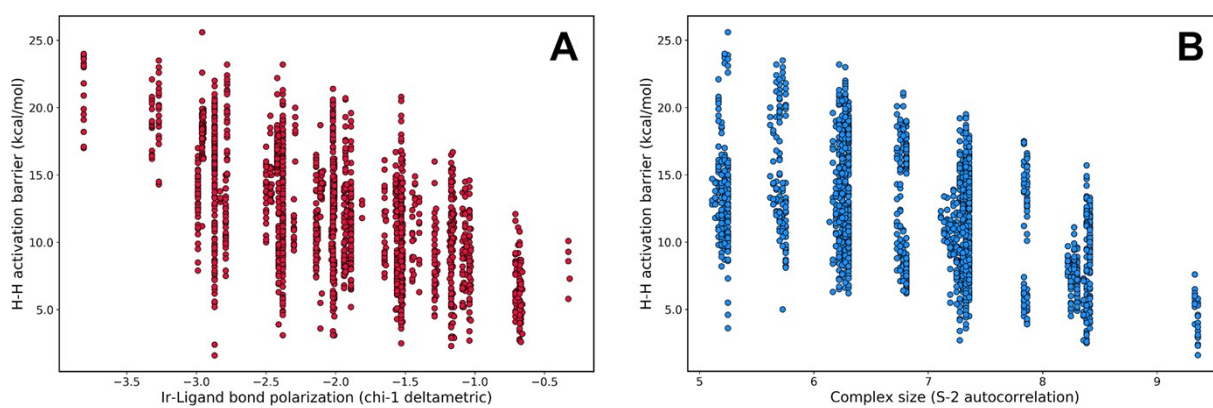 A
H-H activation barrier (kcal/mol)
25.0
20.0
15.0
10.0
5.0
−3.5 −3.0 −2.5 −2.0 −1.5 −1.0 −0.5
Ir-Ligand bond polarization (chi-1 deltametric)
B
H-H activation barrier (kcal/mol)
25.0
20.0
15.0
10.0
5.0
5 6 7 8 9
Complex size (S-2 autocorrelation)